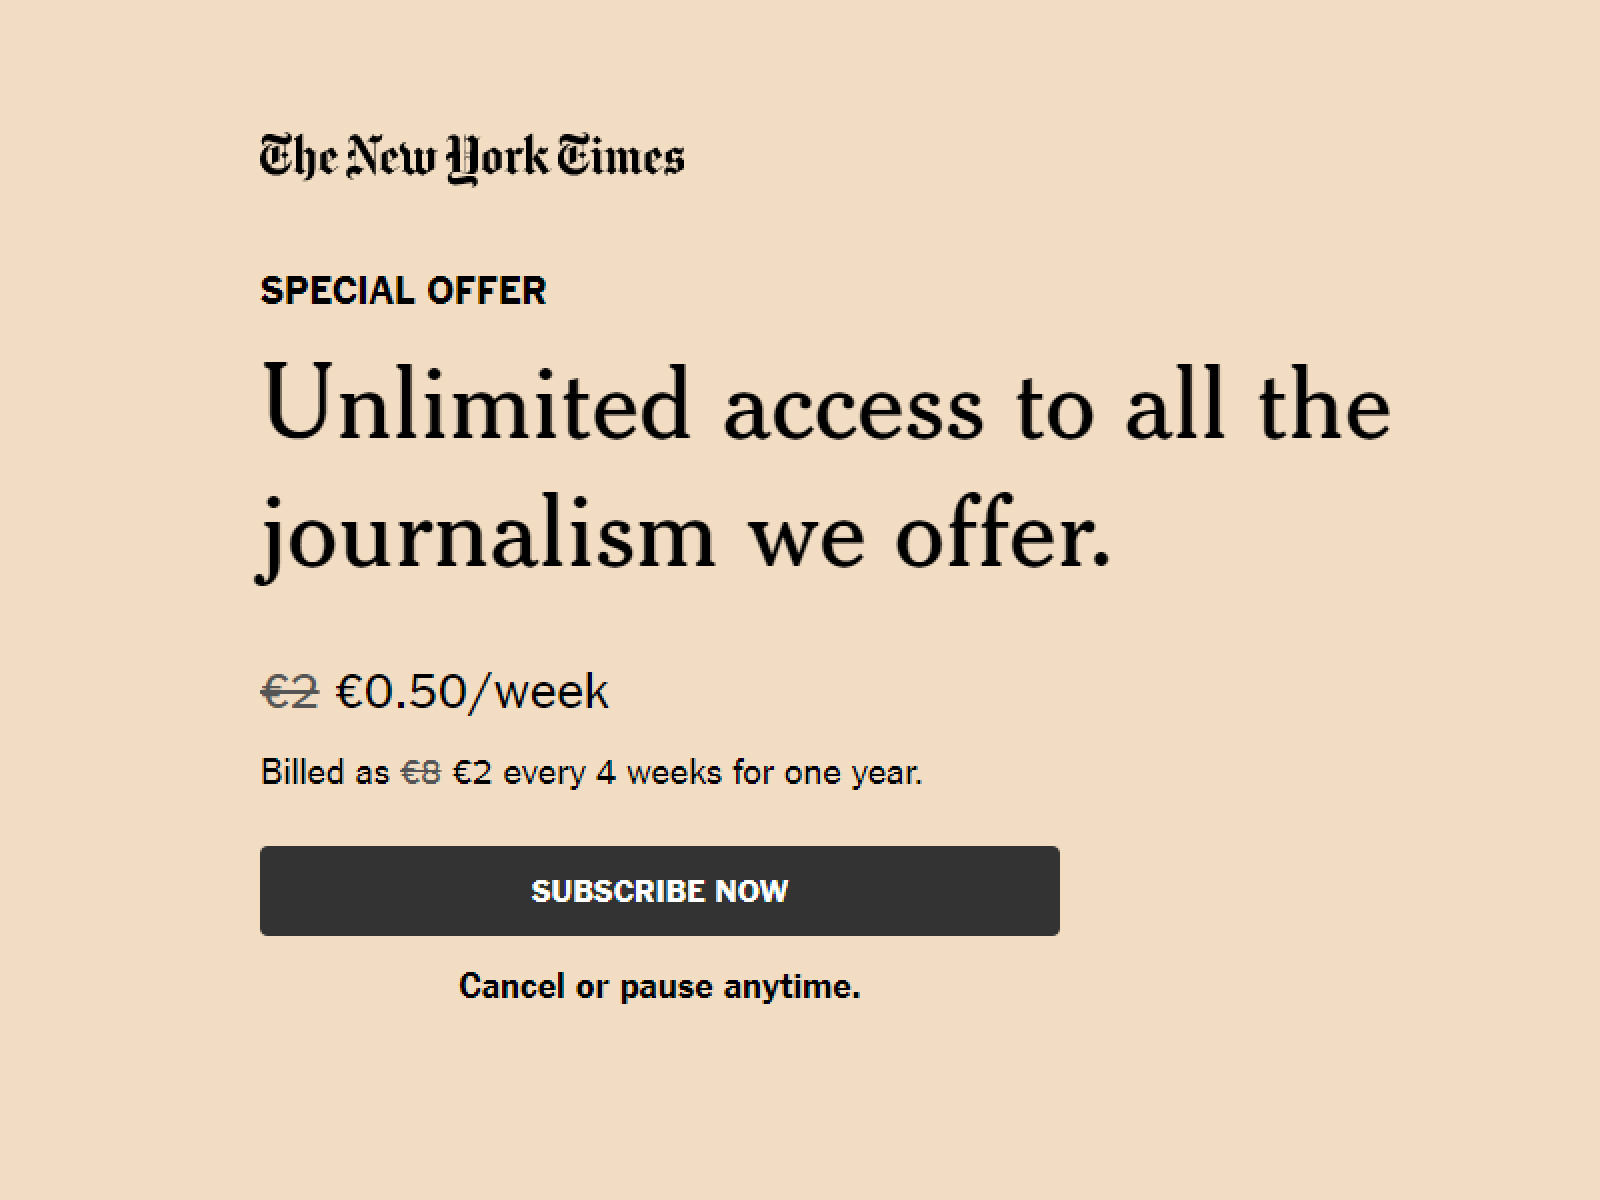 The New York Times
SPECIAL OFFER
Unlimited access to all the
journalism we offer.
€2 €0.50/week
Billed as €8 €2 every 4 weeks for one year.
SUBSCRIBE NOW
Cancel or pause anytime.